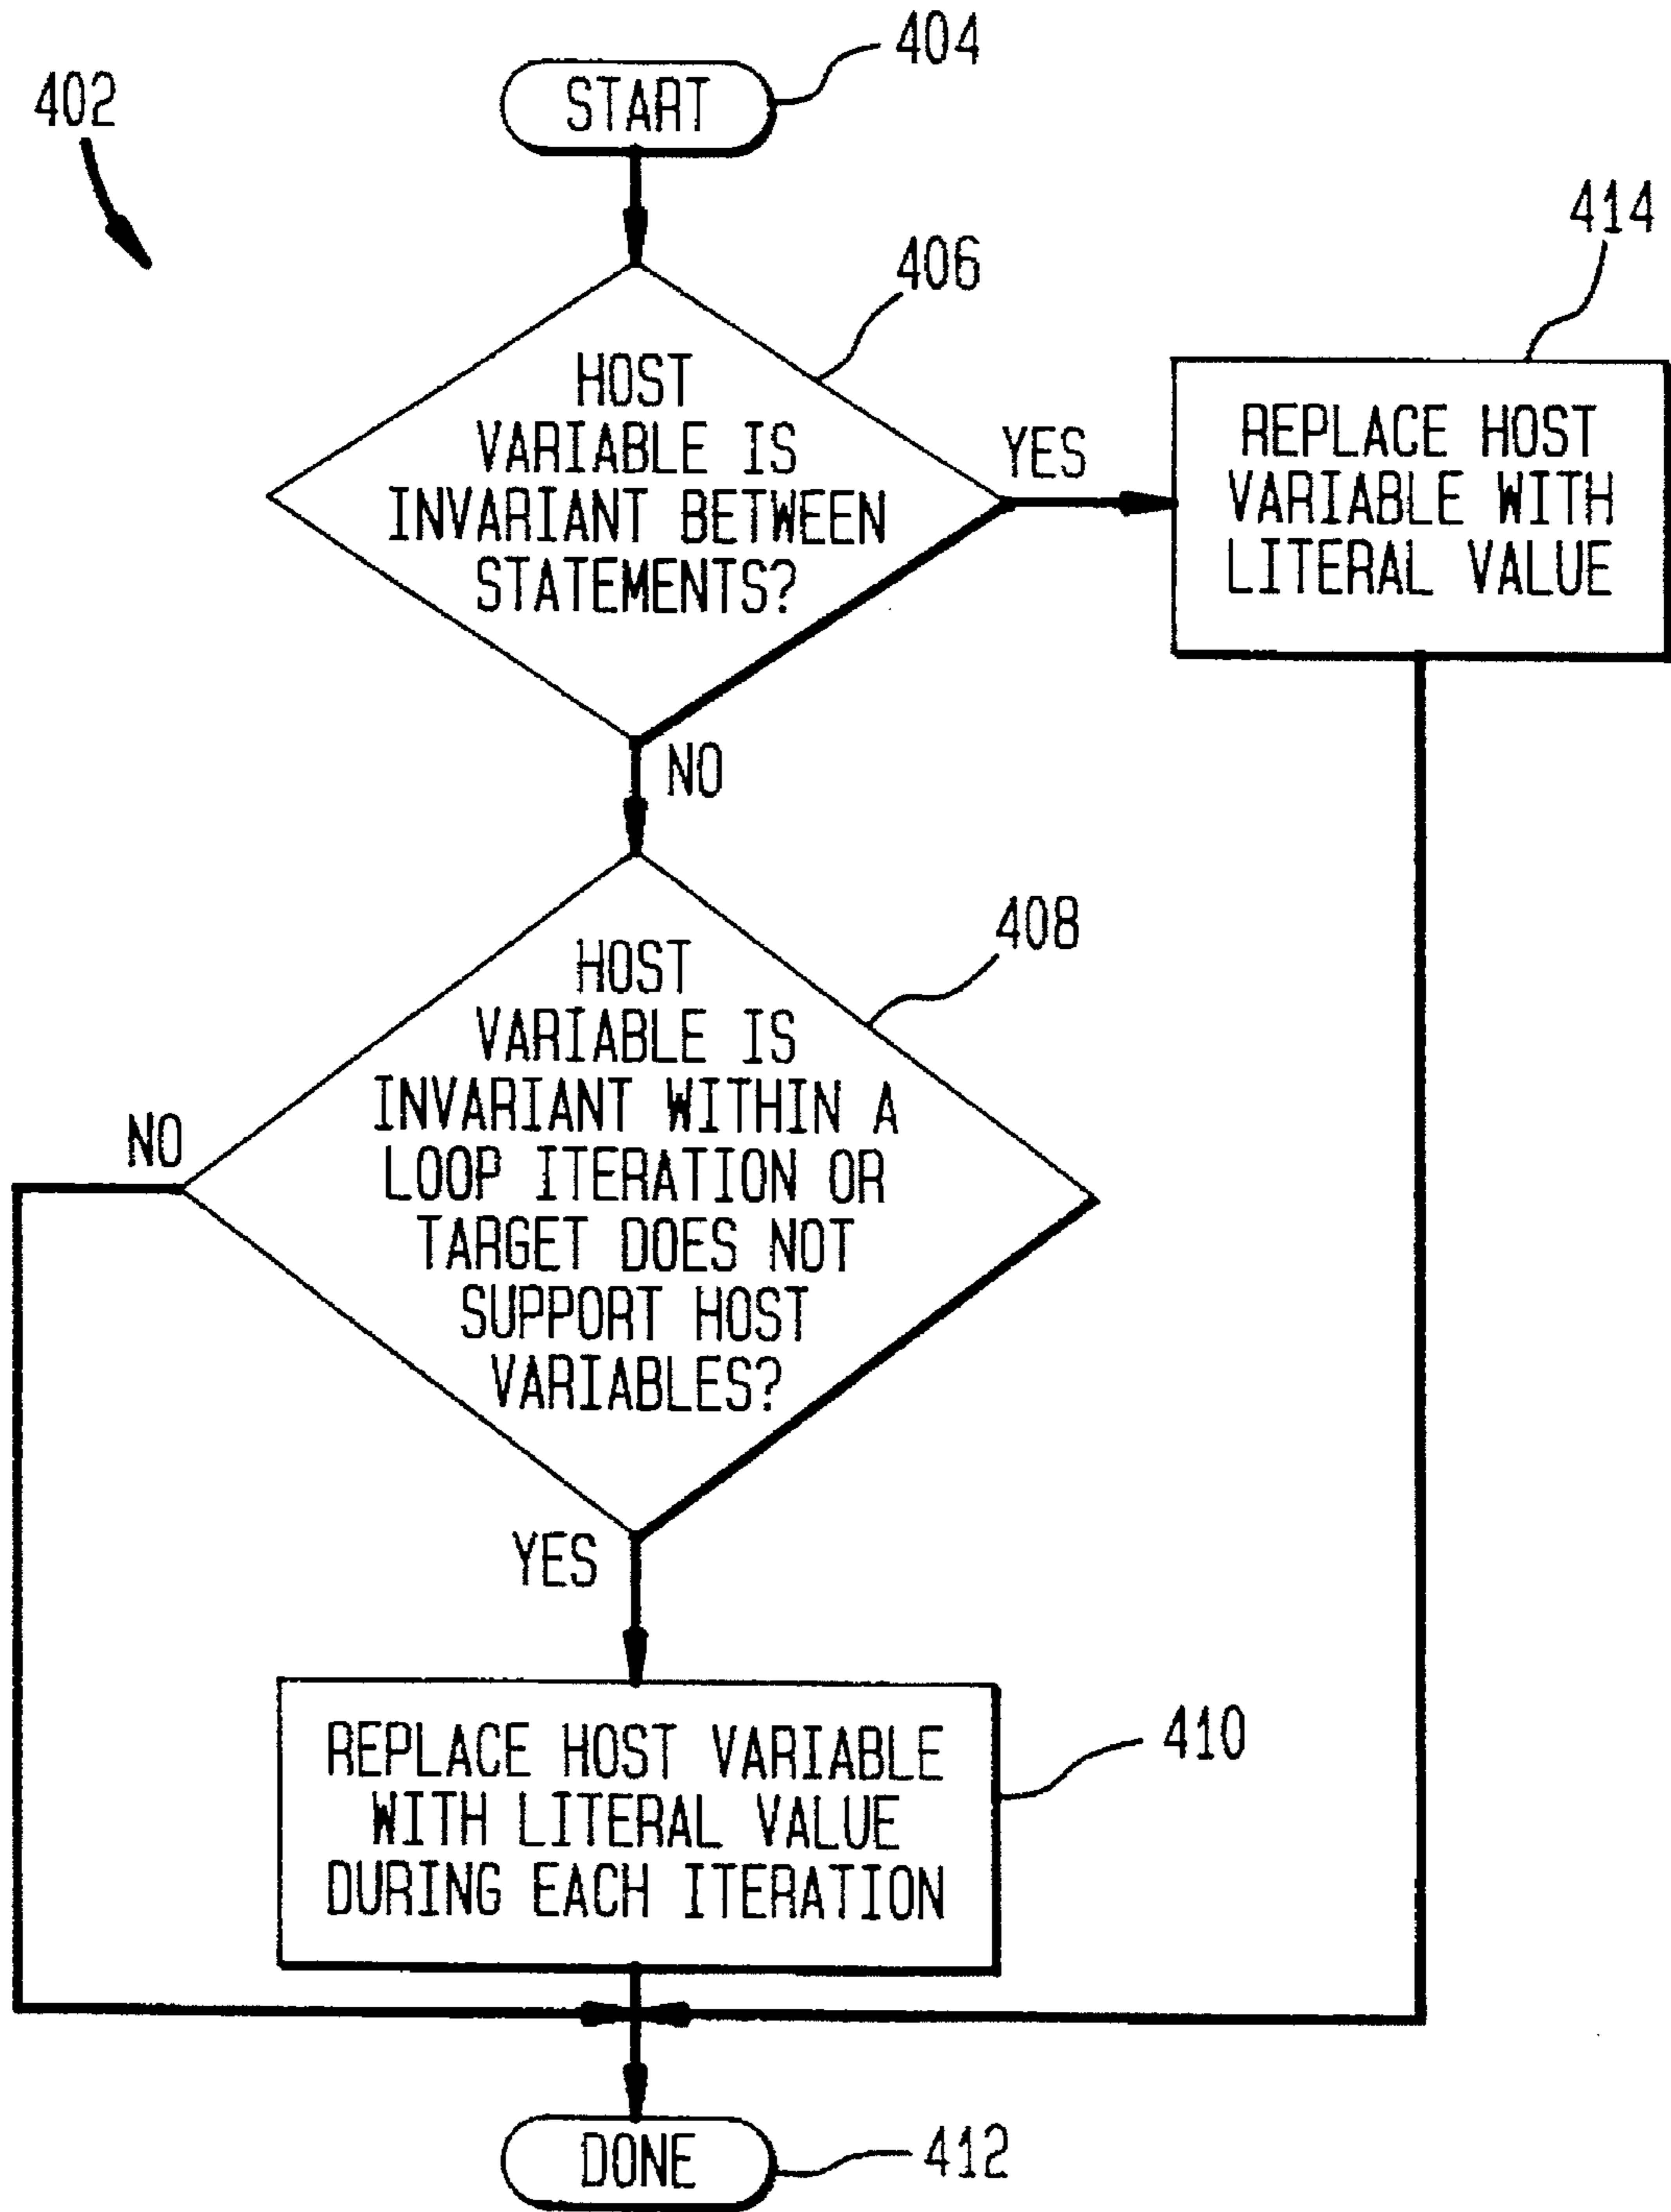 404
START
402
406
414
HOST
VARIABLE IS
INVARIANT BETWEEN
STATEMENTS?
YES
REPLACE HOST
VARIABLE WITH
LITERAL VALUE
NO
408
HOST
VARIABLE IS
INVARIANT WITHIN A
LOOP ITERATION OR
TARGET DOES NOT
SUPPORT HOST
VARIABLES?
NO
YES
REPLACE HOST VARIABLE
WITH LITERAL VALUE
DURING EACH ITERATION
410
DONE
412